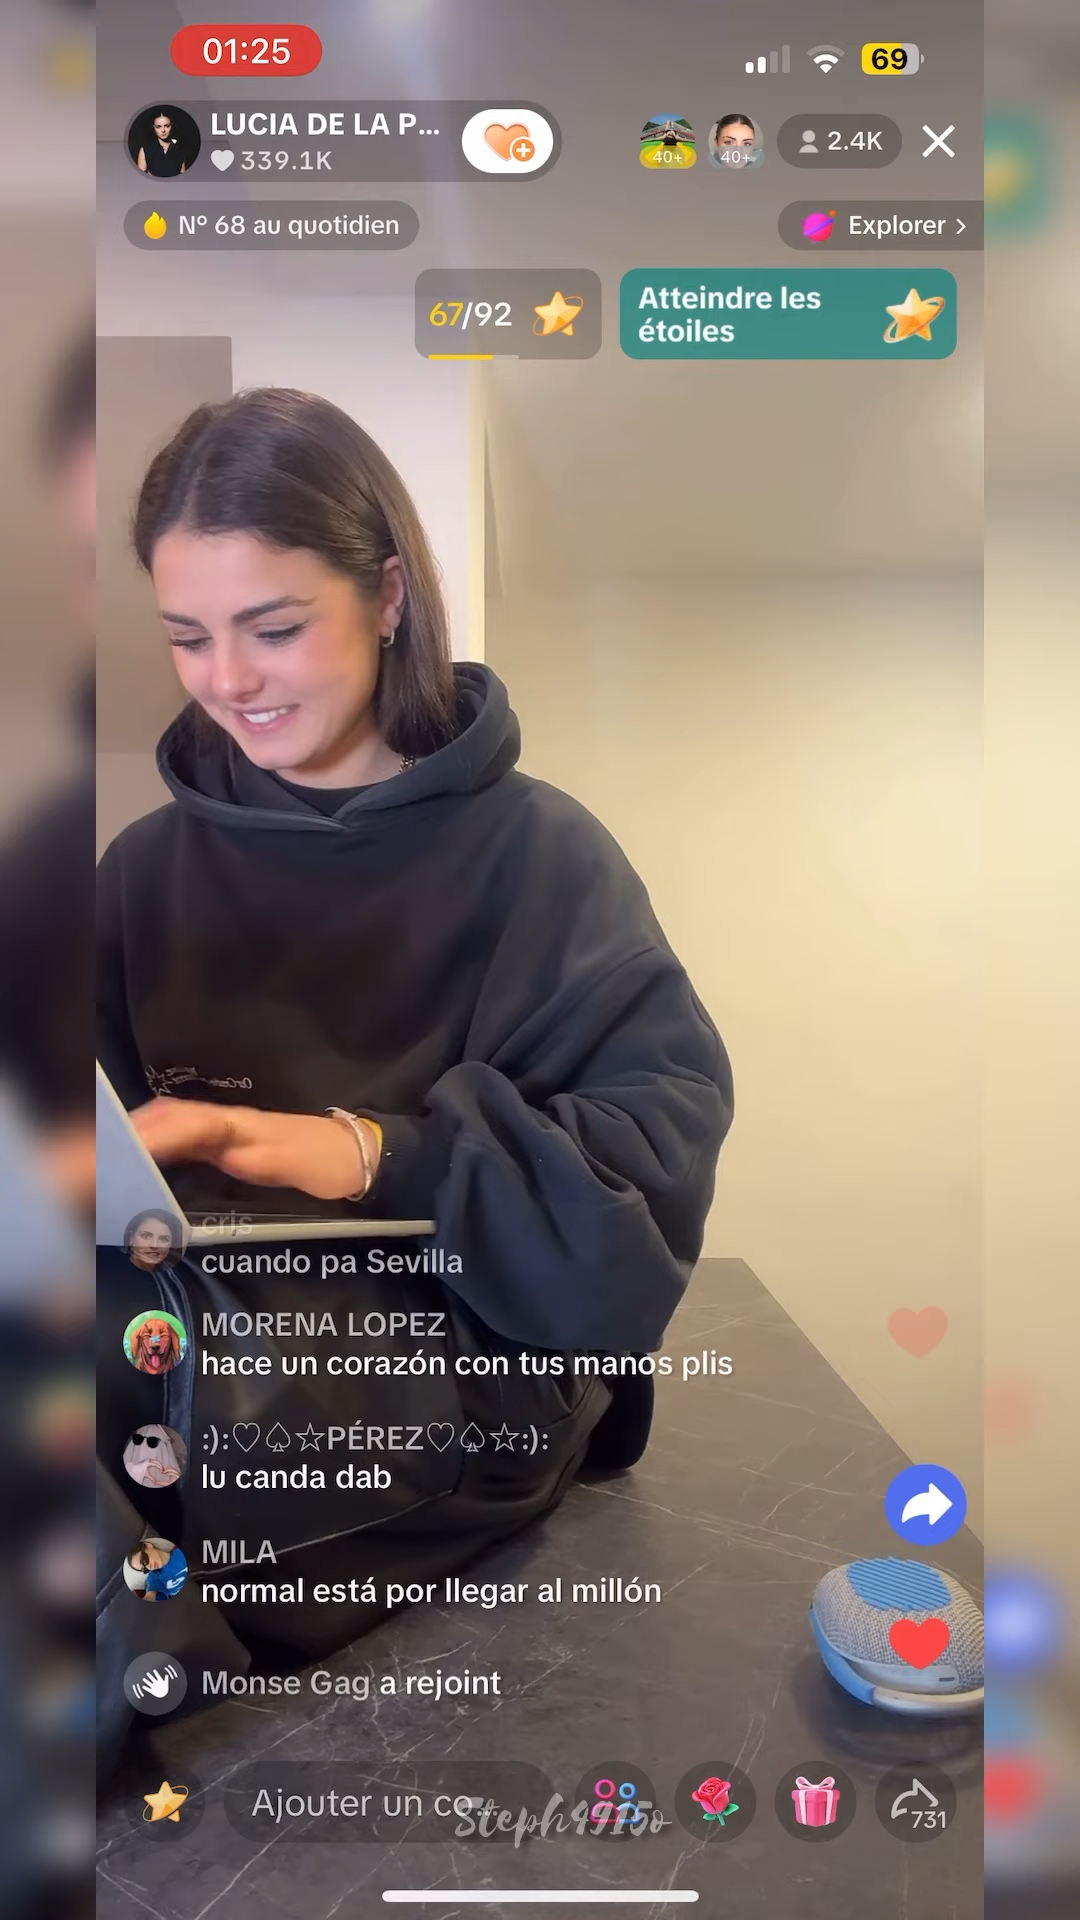 01:25
69
LUCIA DE LA P...
339.1K
40+
40+
2.4K
N° 68 au quotidien
Explorer >
67/92
Atteindre les
étoiles
cris
cuando pa Sevilla
MORENA LOPEZ
hace un corazón con tus manos plis
:):♡♤☆PÉREZ♡♤☆:):
lu canda dab
MILA
normal está por llegar al millón
Monse Gag a rejoint
Ajouter un co...
Steph49150
731